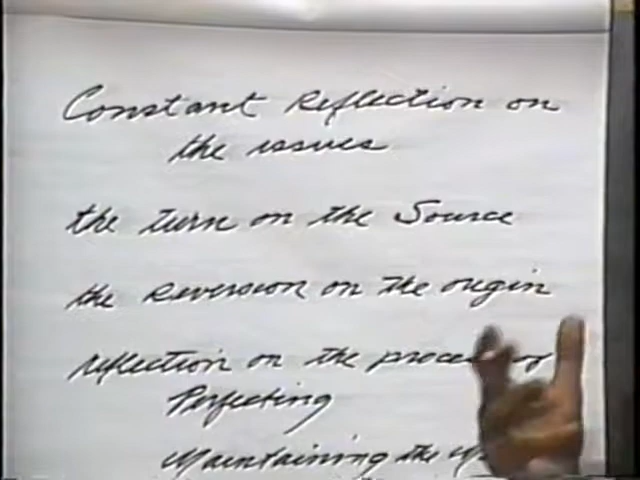 Constant Reflection on
the issues
the turn on the Source
the Reversion on the origin
reflection on the process of
Perfecting
Maintaining the